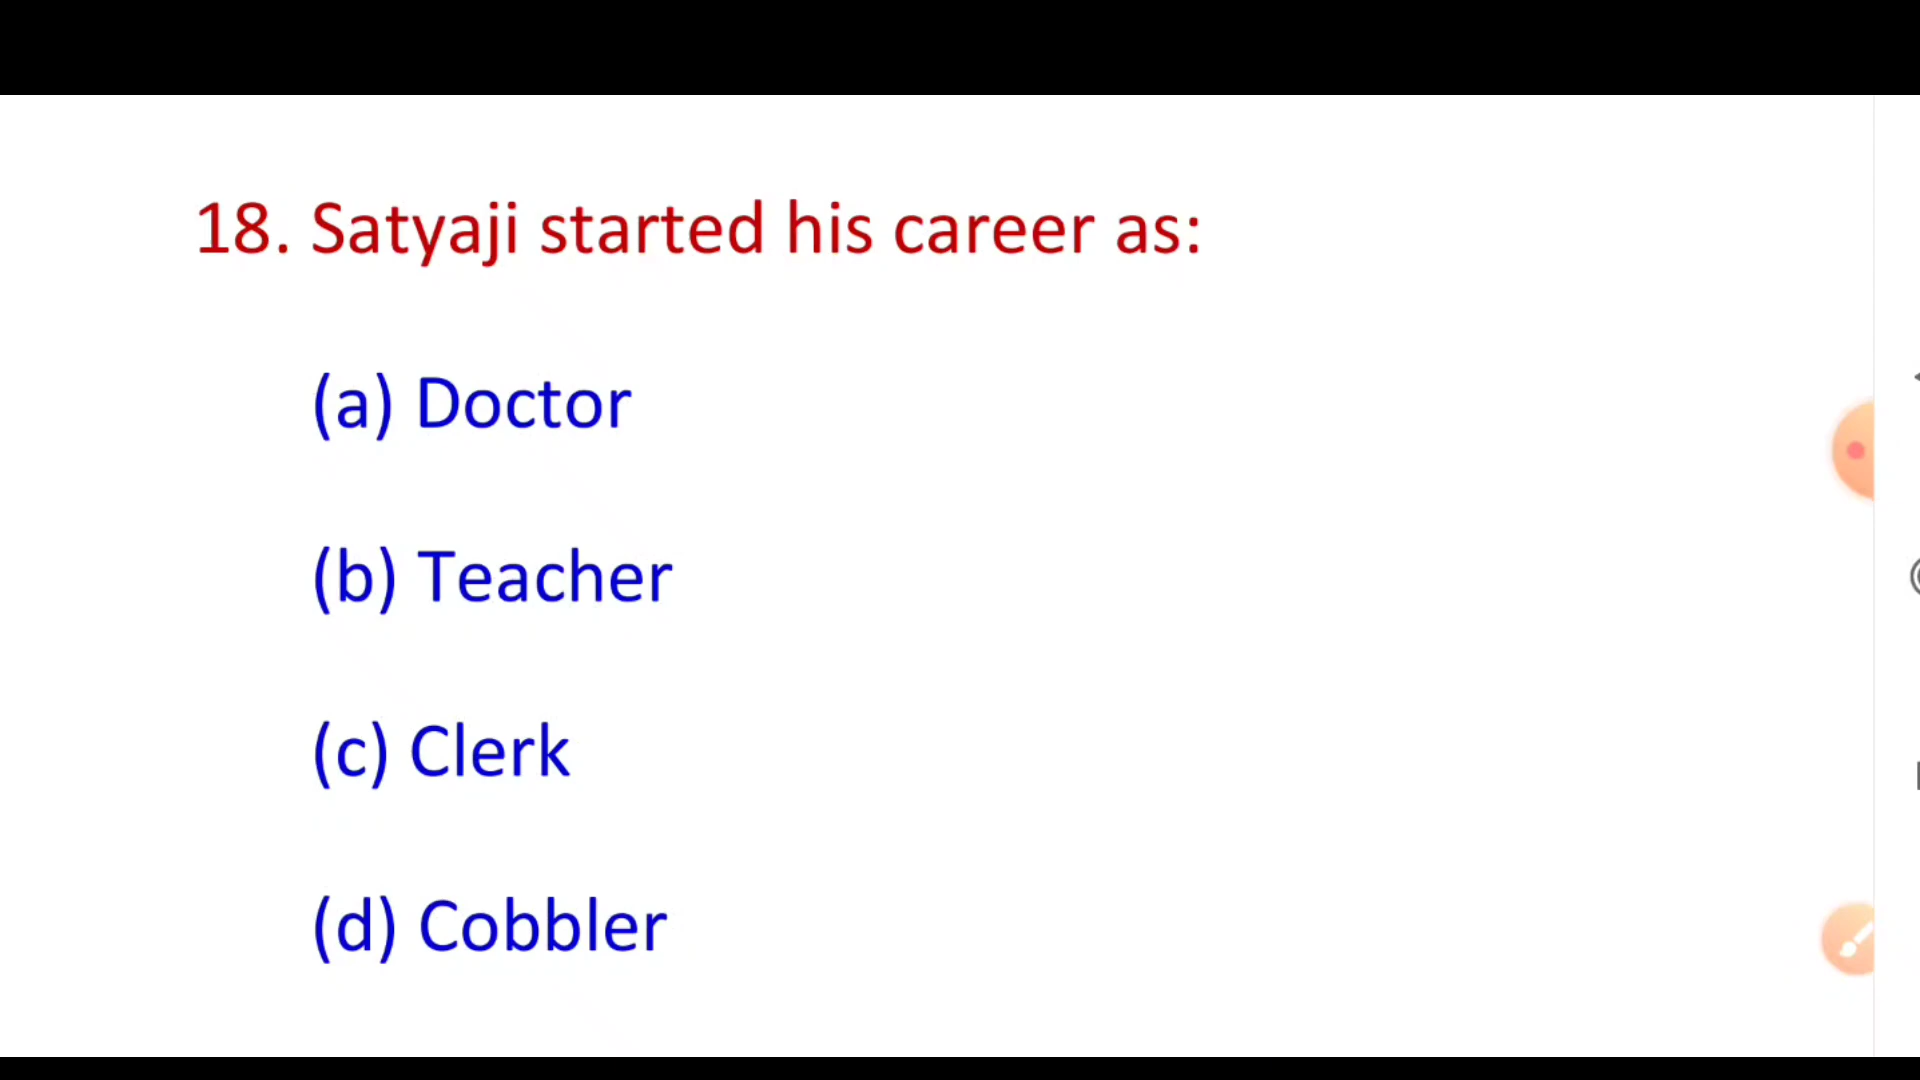 18. Satyaji started his career as:
(a) Doctor
(b) Teacher
(c) Clerk
(d) Cobbler